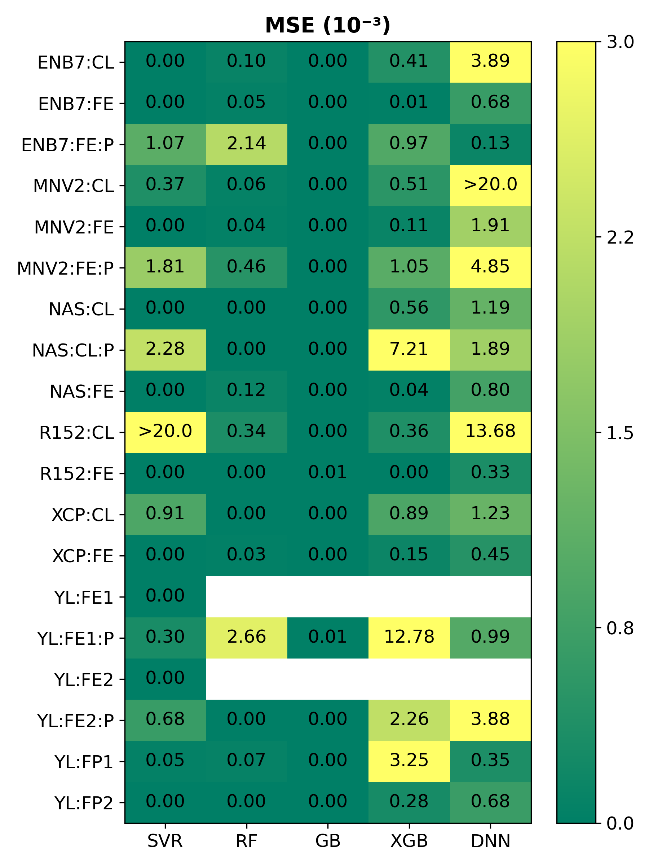 MSE (10⁻³)
ENB7:CL 0.00 0.10 0.00 0.41 3.89
ENB7:FE 0.00 0.05 0.00 0.01 0.68
ENB7:FE:P 1.07 2.14 0.00 0.97 0.13
MNV2:CL 0.37 0.06 0.00 0.51 >20.0
MNV2:FE 0.00 0.04 0.00 0.11 1.91
MNV2:FE:P 1.81 0.46 0.00 1.05 4.85
NAS:CL 0.00 0.00 0.00 0.56 1.19
NAS:CL:P 2.28 0.00 0.00 7.21 1.89
NAS:FE 0.00 0.12 0.00 0.04 0.80
R152:CL >20.0 0.34 0.00 0.36 13.68
R152:FE 0.00 0.00 0.01 0.00 0.33
XCP:CL 0.91 0.00 0.00 0.89 1.23
XCP:FE 0.00 0.03 0.00 0.15 0.45
YL:FE1 0.00
YL:FE1:P 0.30 2.66 0.01 12.78 0.99
YL:FE2 0.00
YL:FE2:P 0.68 0.00 0.00 2.26 3.88
YL:FP1 0.05 0.07 0.00 3.25 0.35
YL:FP2 0.00 0.00 0.00 0.28 0.68
SVR RF GB XGB DNN
3.0
2.2
1.5
0.8
0.0